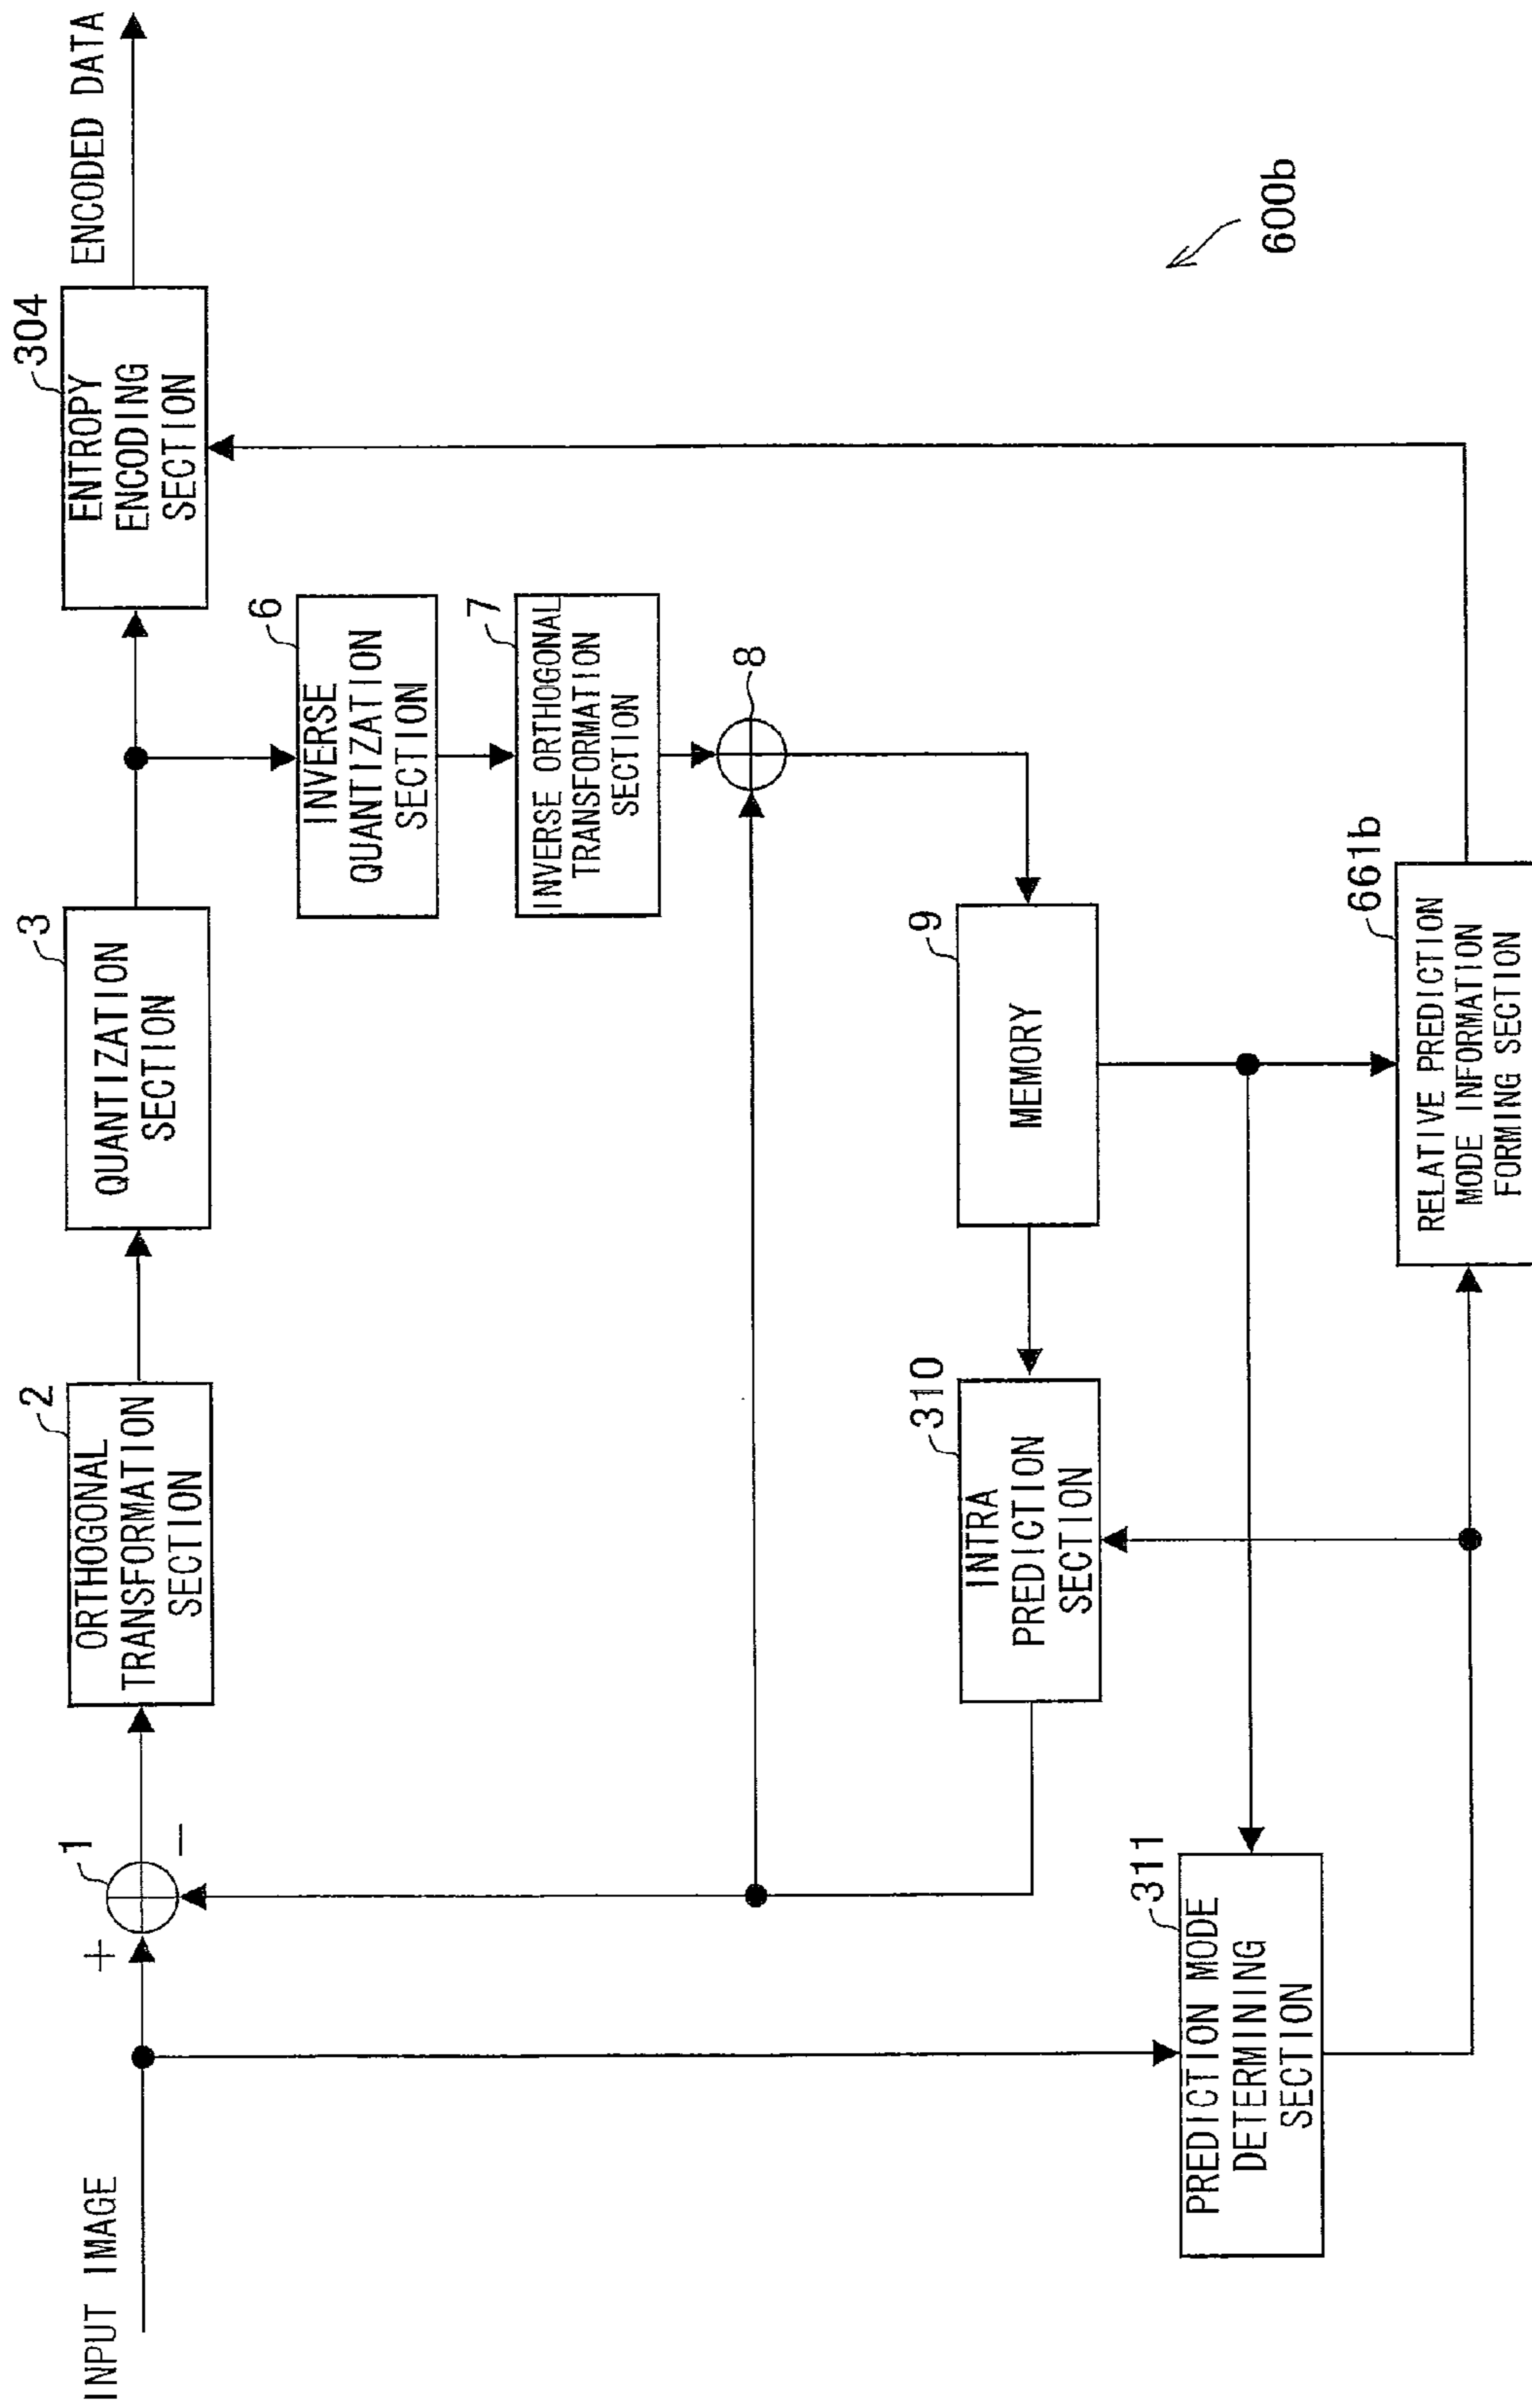 INPUT IMAGE
+
1
−
2
ORTHOGONAL
TRANSFORMATION
SECTION
3
QUANTIZATION
SECTION
304
ENTROPY
ENCODING
SECTION
ENCODED DATA
6
INVERSE
QUANTIZATION
SECTION
7
INVERSE ORTHOGONAL
TRANSFORMATION
SECTION
8
9
MEMORY
310
INTRA
PREDICTION
SECTION
311
PREDICTION MODE
DETERMINING
SECTION
661b
RELATIVE PREDICTION
MODE INFORMATION
FORMING SECTION
600b